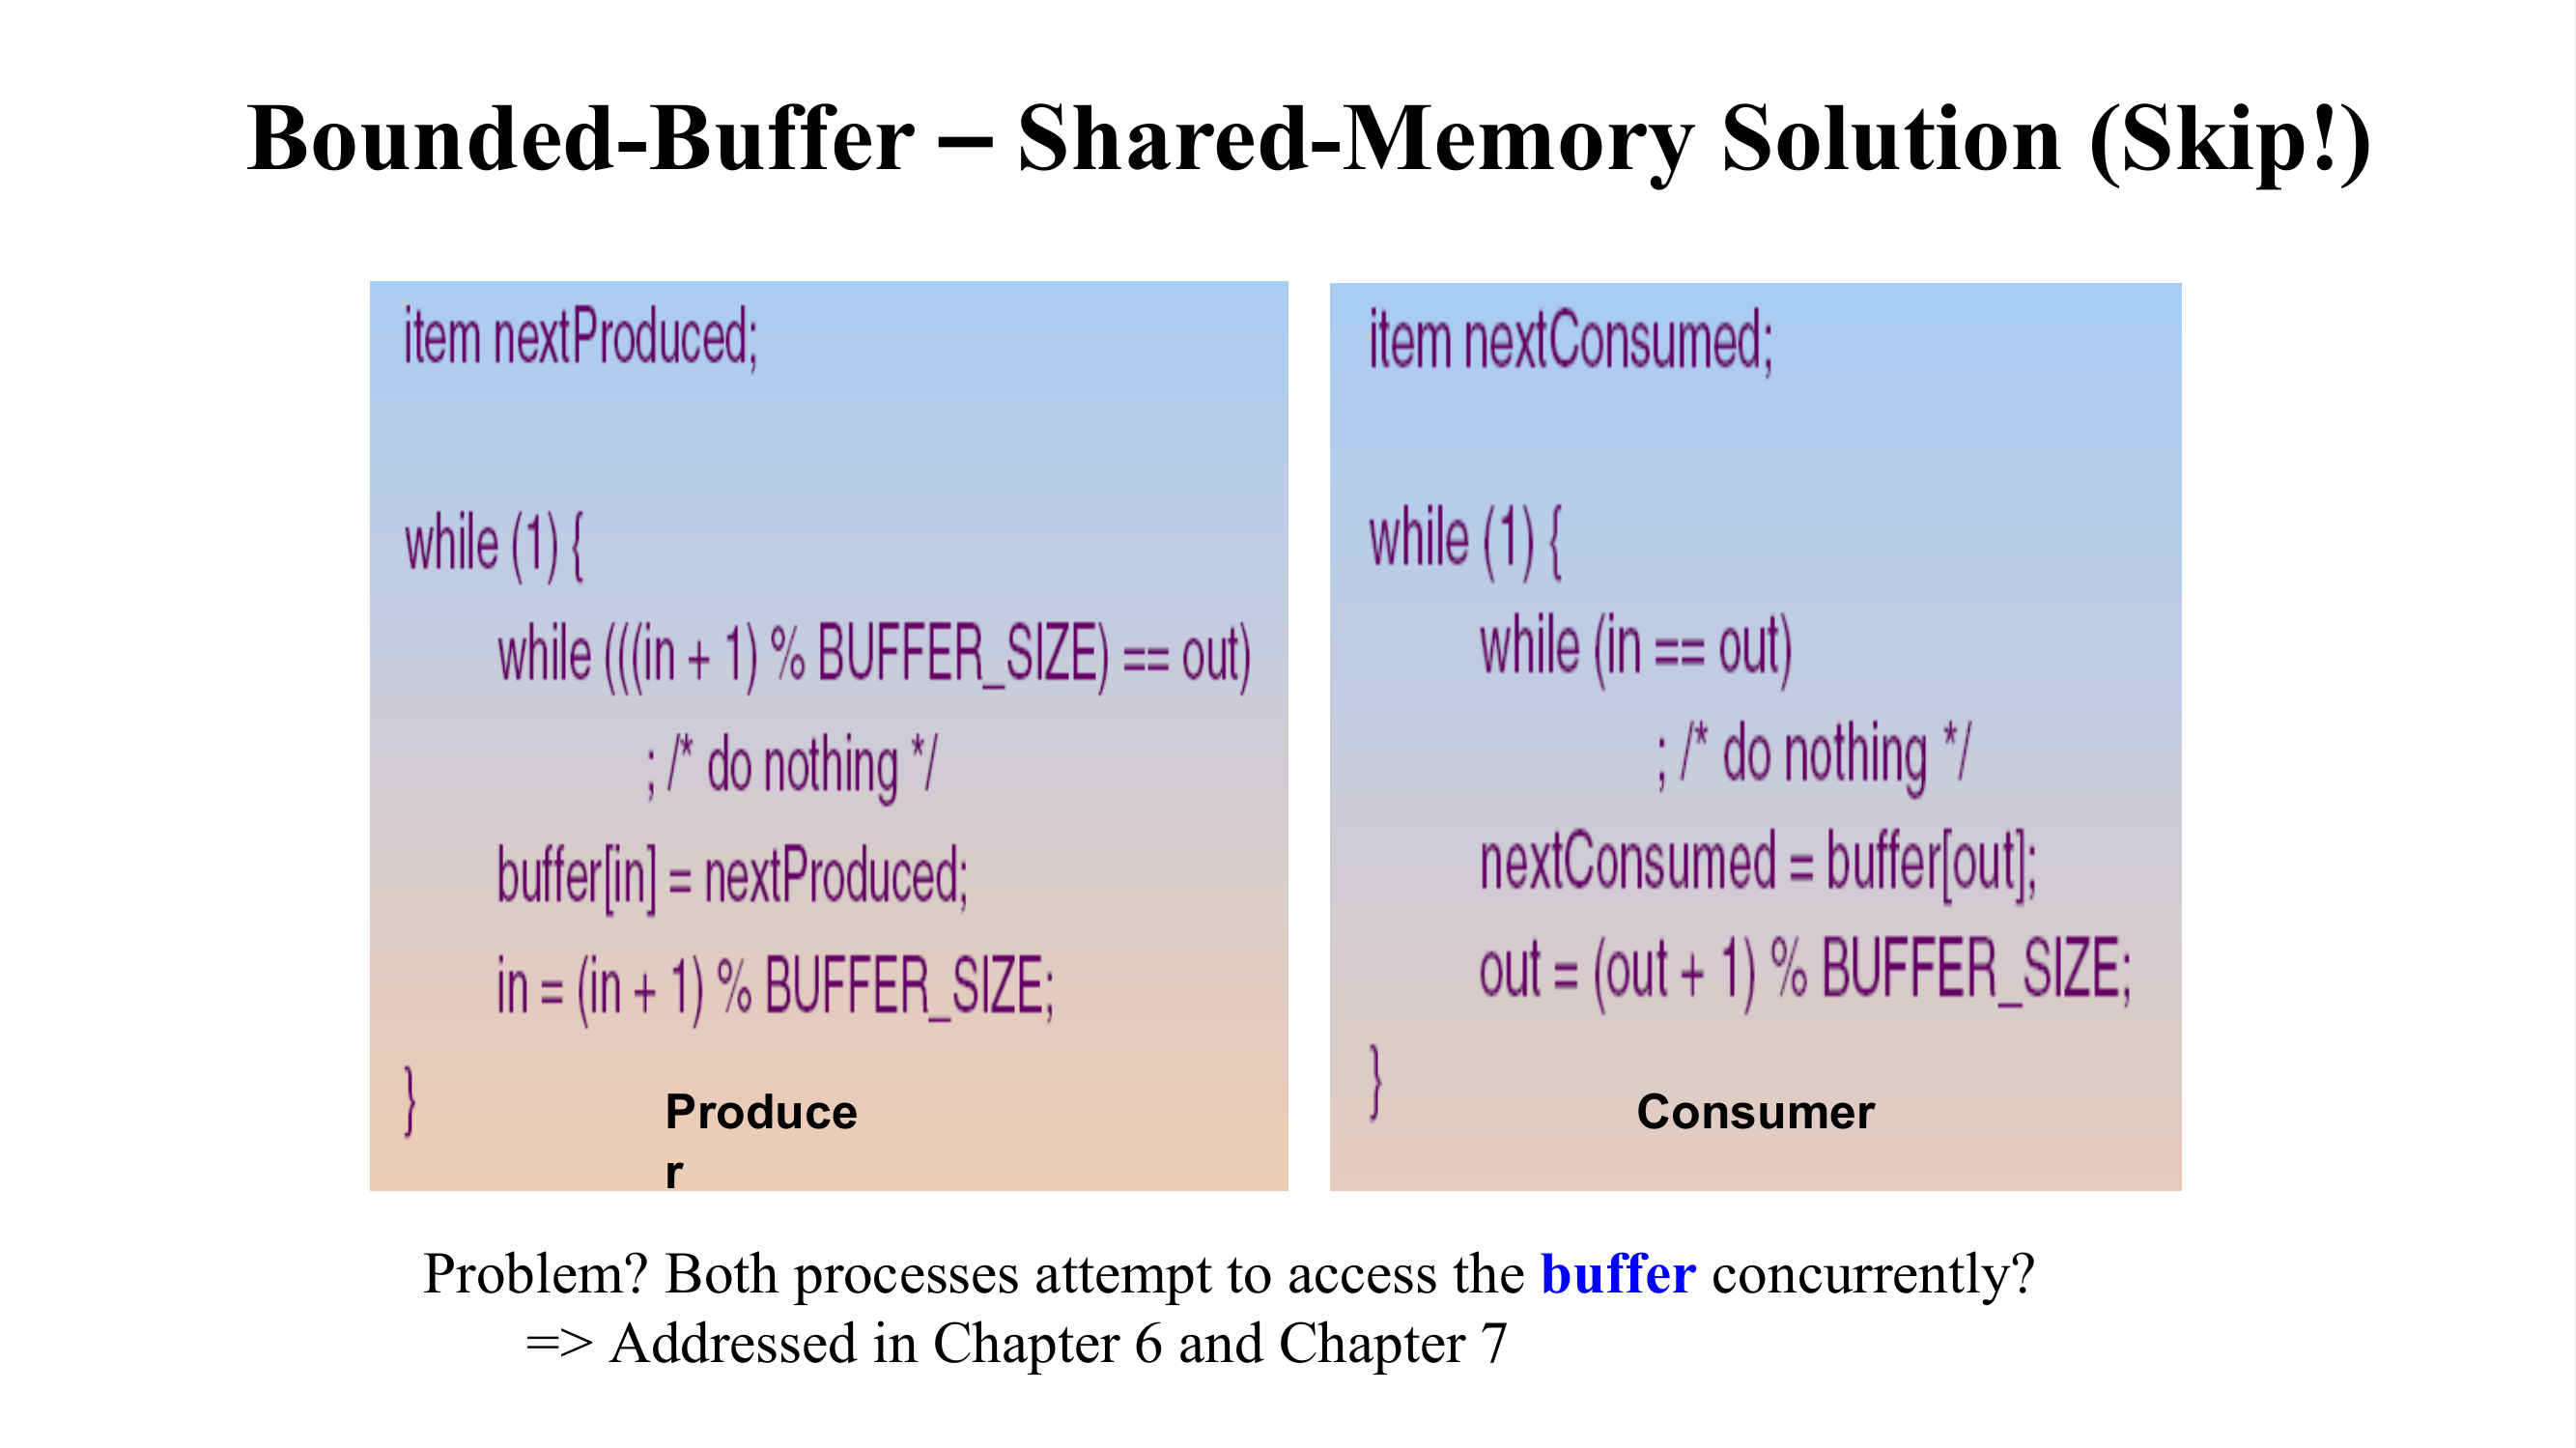 Bounded-Buffer – Shared-Memory Solution (Skip!)
item nextProduced;
while (1) {
while (((in + 1) % BUFFER_SIZE) == out)
; /* do nothing */
buffer[in] = nextProduced;
in = (in + 1) % BUFFER_SIZE;
}
Produce
r
item nextConsumed;
while (1) {
while (in == out)
; /* do nothing */
nextConsumed = buffer[out];
out = (out + 1) % BUFFER_SIZE;
}
Consumer
Problem? Both processes attempt to access the buffer concurrently?
=> Addressed in Chapter 6 and Chapter 7